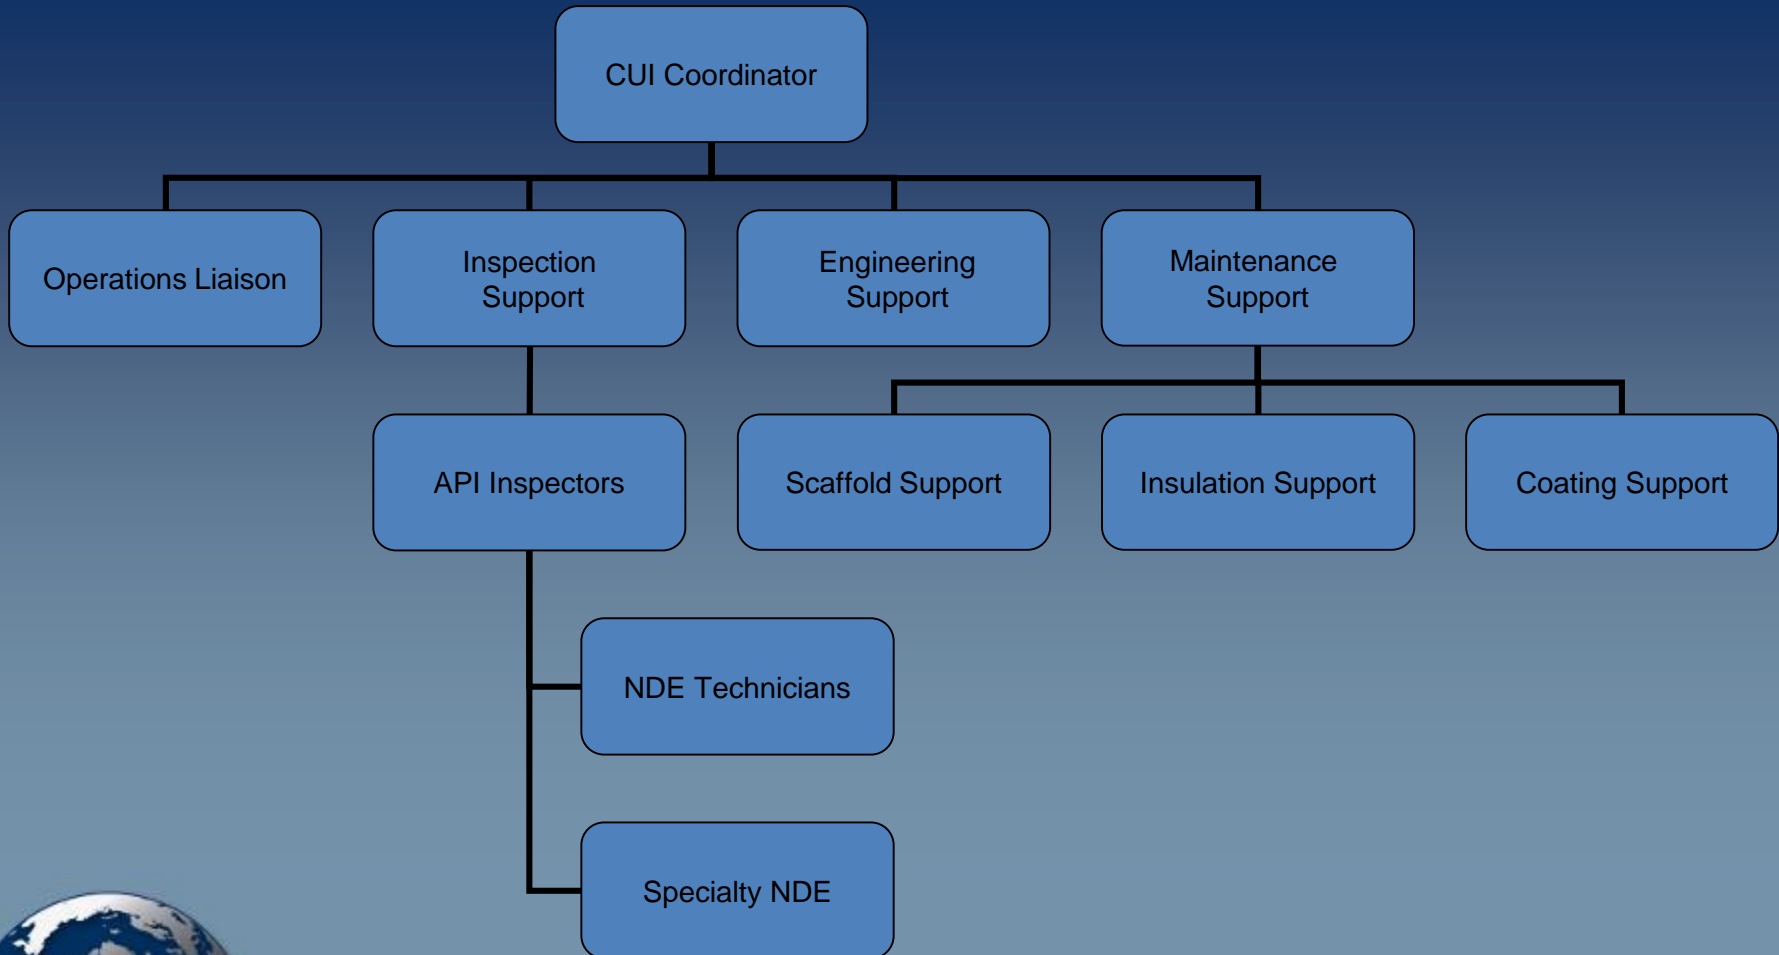 CUI Coordinator
Operations Liaison
Inspection
Support
Engineering
Support
Maintenance
Support
API Inspectors
Scaffold Support
Insulation Support
Coating Support
NDE Technicians
Specialty NDE